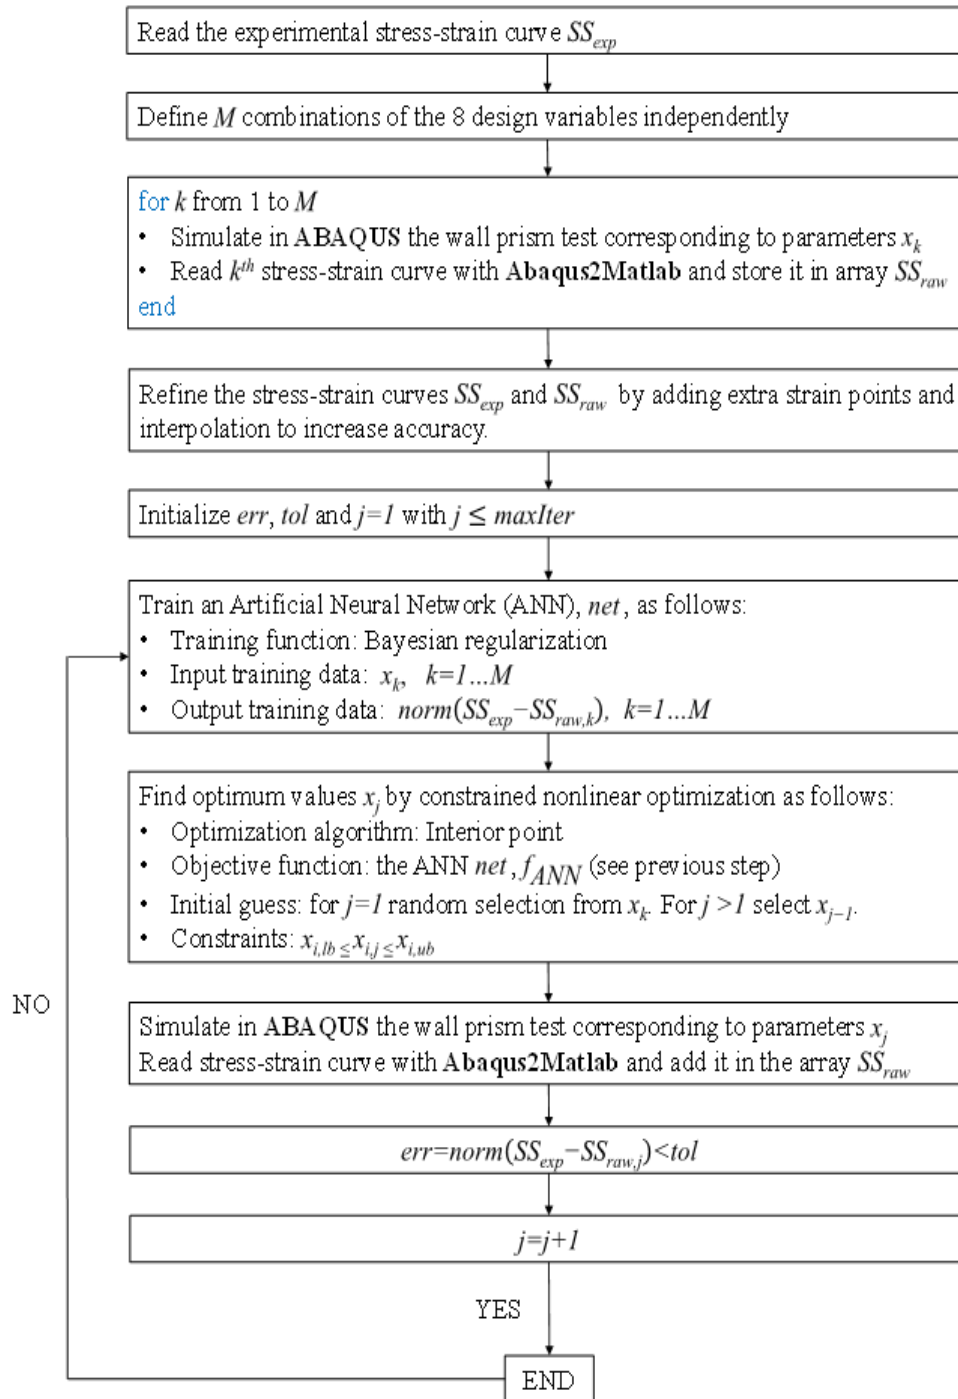 Read the experimental stress-strain curve SSexp
Define M combinations of the 8 design variables independently
for k from 1 to M
• Simulate in ABAQUS the wall prism test corresponding to parameters xk
• Read kth stress-strain curve with Abaqus2Matlab and store it in array SSraw
end
Refine the stress-strain curves SSexp and SSraw by adding extra strain points and
interpolation to increase accuracy.
Initialize err, tol and j=1 with j ≤ maxIter
Train an Artificial Neural Network (ANN), net, as follows:
• Training function: Bayesian regularization
• Input training data: xk, k=1...M
• Output training data: norm(SSexp−SSraw,k), k=1...M
Find optimum values xj by constrained nonlinear optimization as follows:
• Optimization algorithm: Interior point
• Objective function: the ANN net, fANN (see previous step)
• Initial guess: for j=1 random selection from xk. For j >1 select xj−1.
• Constraints: xi,lb ≤ xi,j ≤ xi,ub
NO
Simulate in ABAQUS the wall prism test corresponding to parameters xj
Read stress-strain curve with Abaqus2Matlab and add it in the array SSraw
err=norm(SSexp−SSraw,j)<tol
j=j+1
YES
END